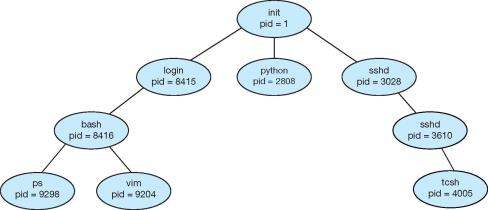 init
pid = 1
login
pid = 8415
python
pid = 2808
sshd
pid = 3028
bash
pid = 8416
sshd
pid = 3610
ps
pid = 9298
vim
pid = 9204
tcsh
pid = 4005